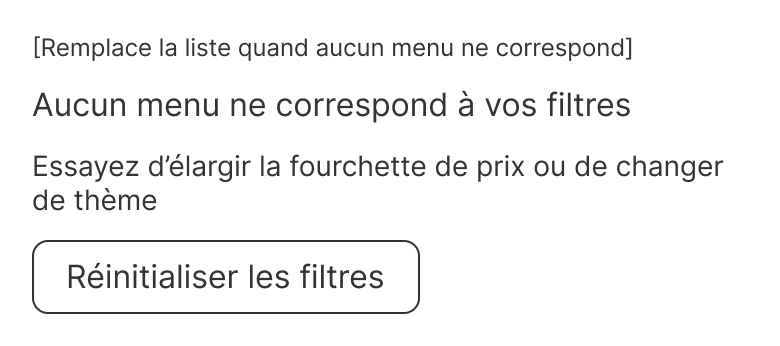 [Remplace la liste quand aucun menu ne correspond]
Aucun menu ne correspond à vos filtres
Essayez d’élargir la fourchette de prix ou de changer
de thème
Réinitialiser les filtres